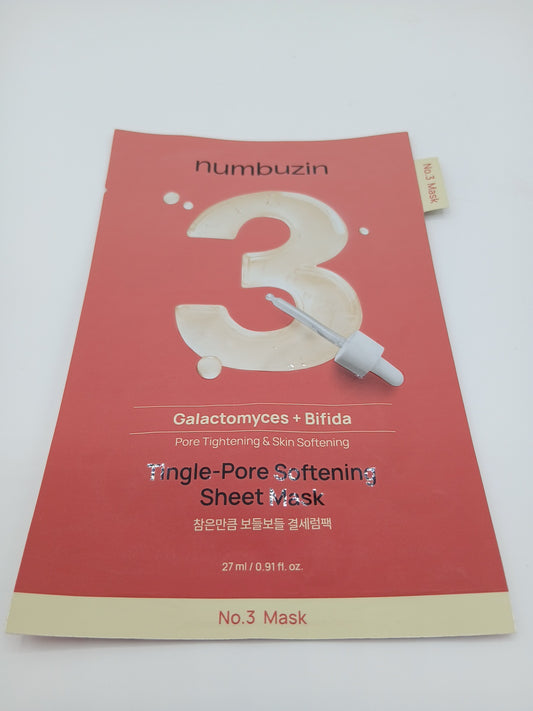 numbuzin
No.3 Mask
3
Galactomyces + Bifida
Pore Tightening & Skin Softening
Tingle-Pore Softening
Sheet Mask
참은만큼 보들보들 결세럼팩
27 ml / 0.91 fl. oz.
No.3 Mask